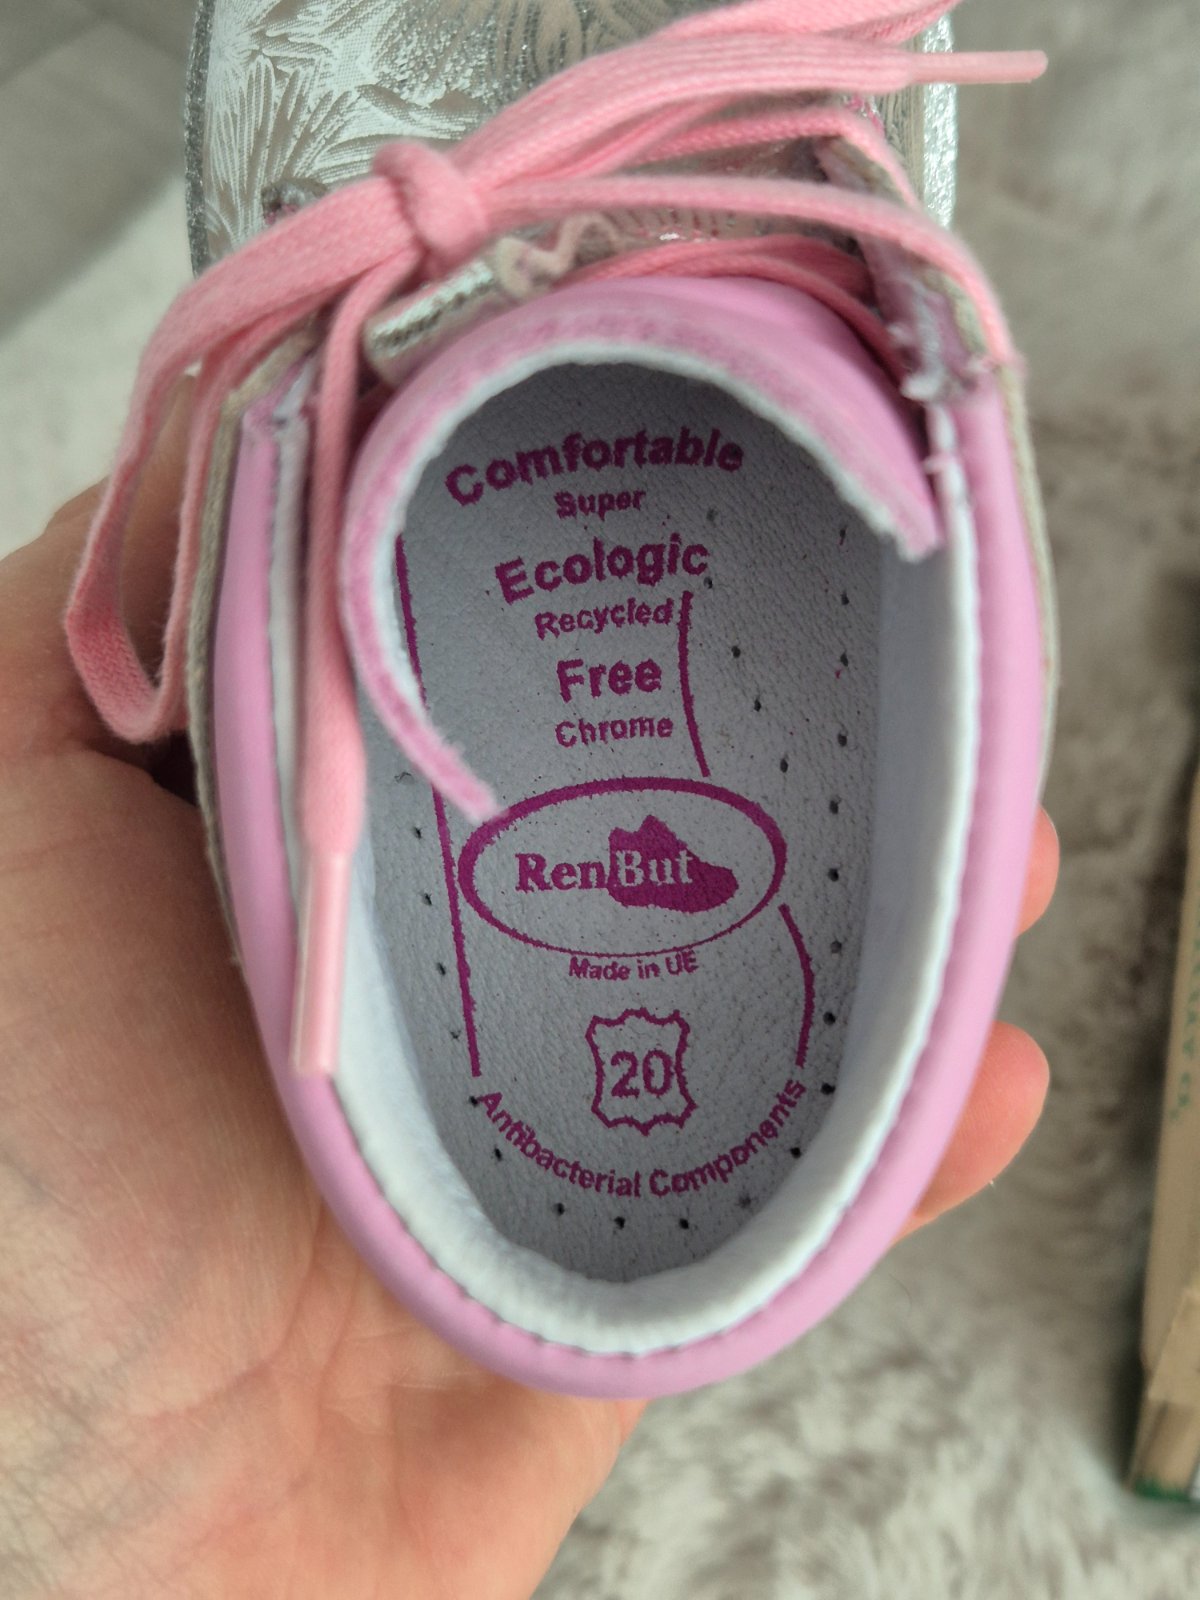 Comfortable
Super
Ecologic
Recycled
Free
Chrome
RenBut
Made in UE
20
Antibacterial Components